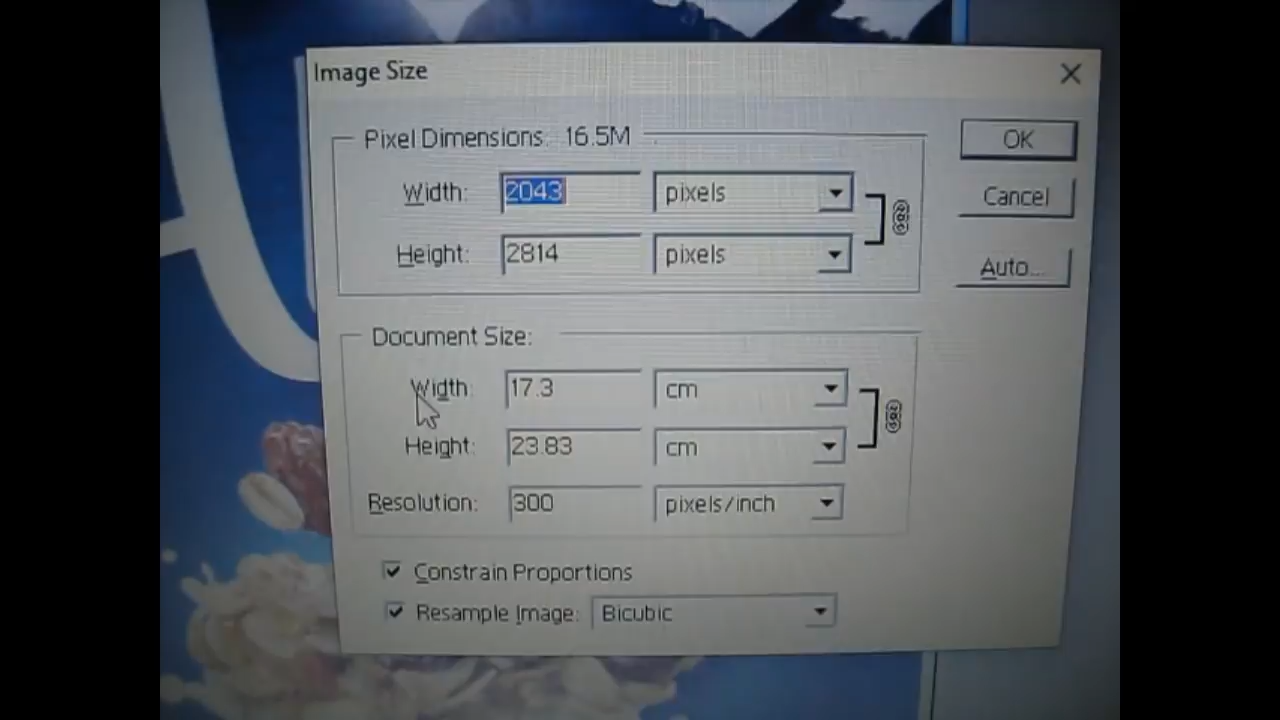 Image Size
Pixel Dimensions: 16.5M
Width: 2043 pixels
Height: 2814 pixels
OK
Cancel
Auto...
Document Size:
Width: 17.3 cm
Height: 23.83 cm
Resolution: 300 pixels/inch
Constrain Proportions
Resample Image: Bicubic